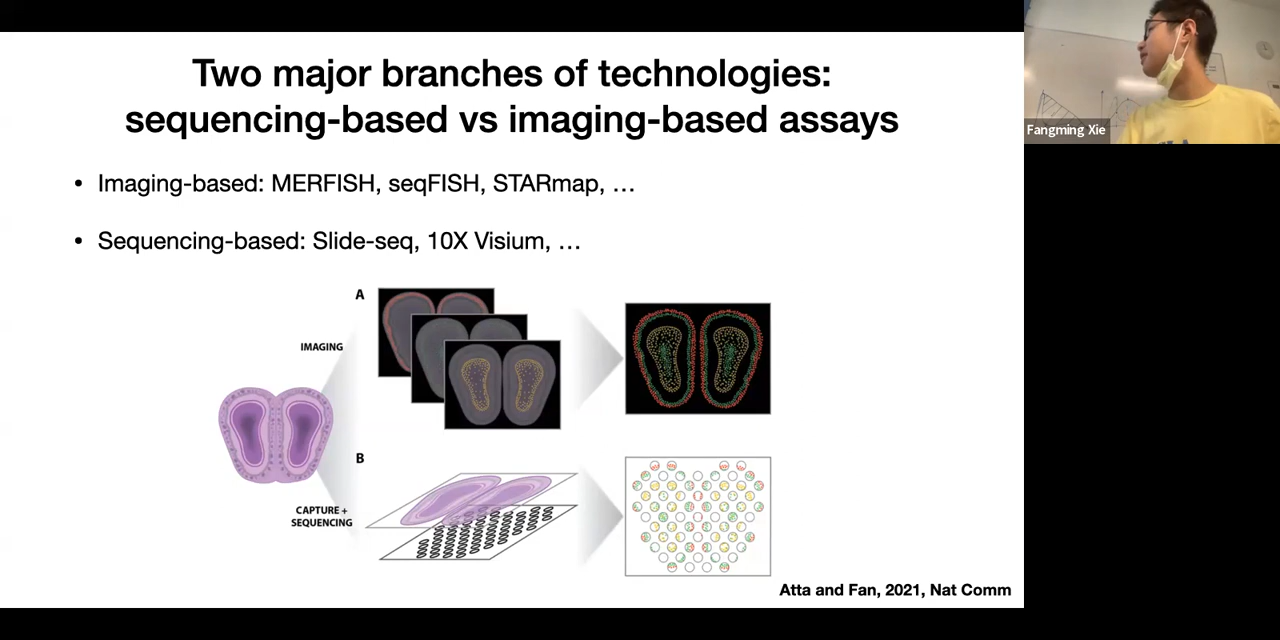 Two major branches of technologies:
sequencing-based vs imaging-based assays
• Imaging-based: MERFISH, seqFISH, STARmap, …
• Sequencing-based: Slide-seq, 10X Visium, …
A
IMAGING
B
CAPTURE +
SEQUENCING
Atta and Fan, 2021, Nat Comm
Fangming Xie